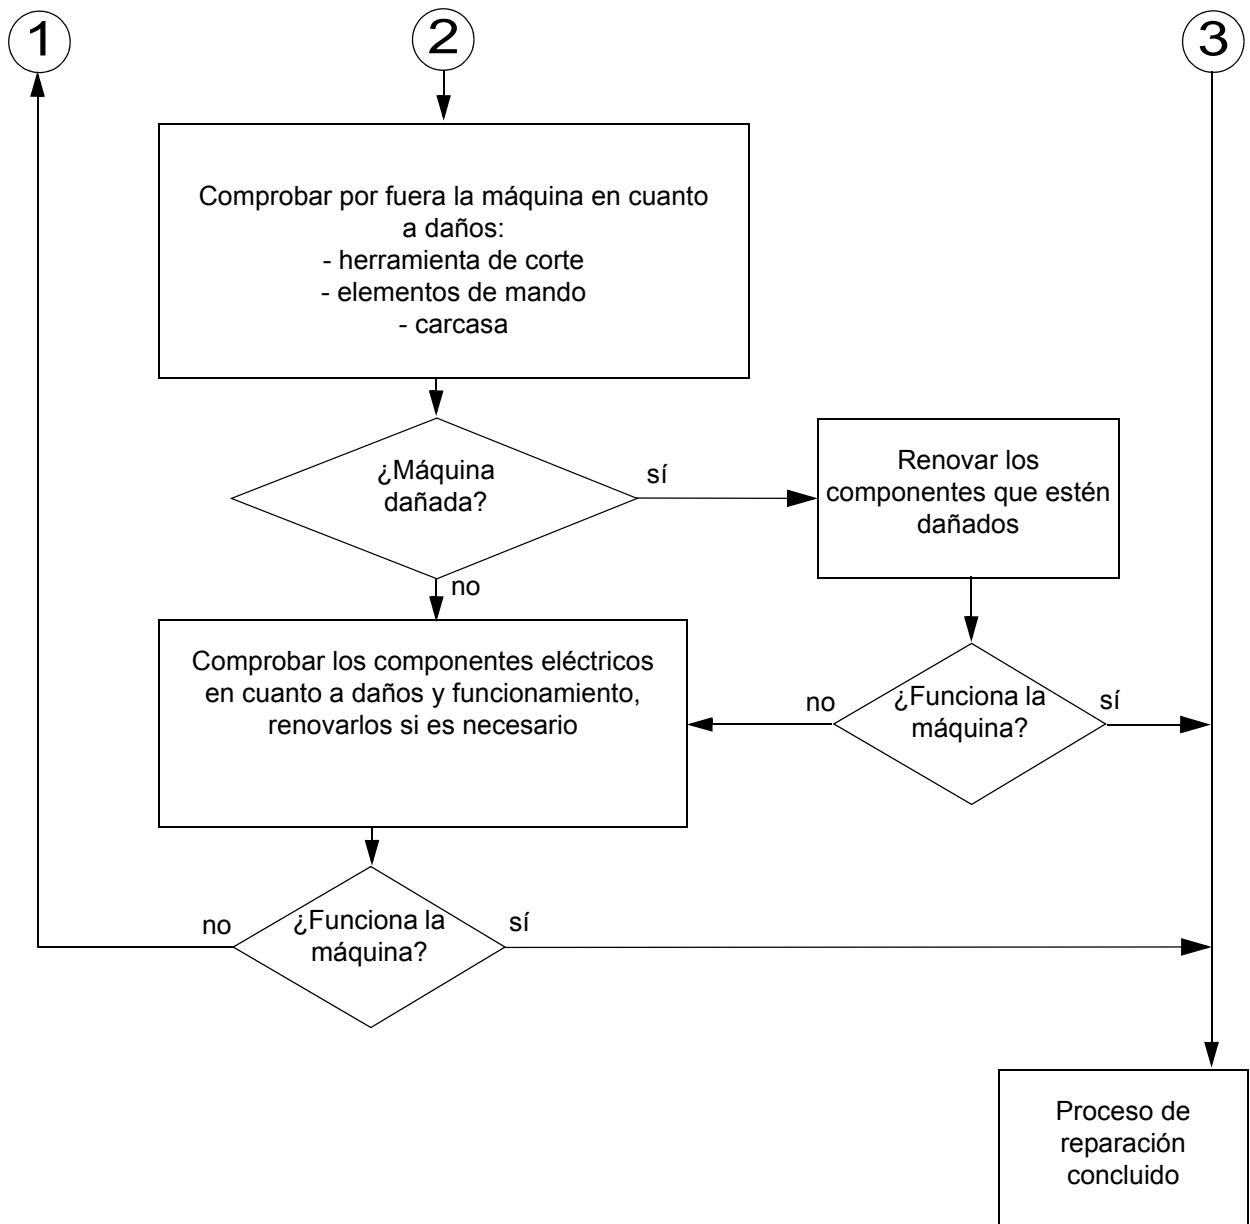 1
2
3
Comprobar por fuera la máquina en cuanto
a daños:
- herramienta de corte
- elementos de mando
- carcasa
¿Máquina
dañada?
sí
Renovar los
componentes que estén
dañados
no
Comprobar los componentes eléctricos
en cuanto a daños y funcionamiento,
renovarlos si es necesario
no
¿Funciona la
máquina?
sí
no
¿Funciona la
máquina?
sí
Proceso de
reparación
concluido